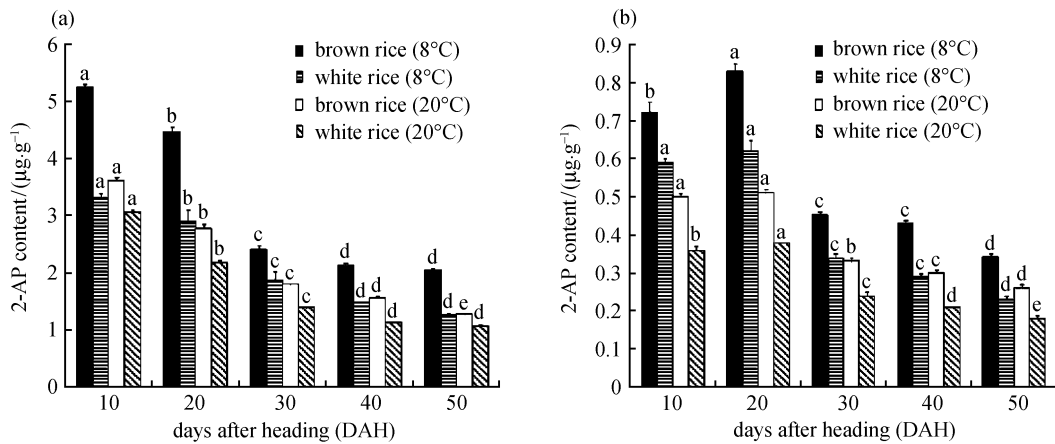 (a)
6
5
4
3
2
1
0
2-AP content/(μg·g⁻¹)
brown rice (8°C)
white rice (8°C)
brown rice (20°C)
white rice (20°C)
a a a a
b b b b
c c c c
d d d d
d d e d
10 20 30 40 50
days after heading (DAH)
(b)
0.9
0.8
0.7
0.6
0.5
0.4
0.3
0.2
0.1
0
2-AP content/(μg·g⁻¹)
brown rice (8°C)
white rice (8°C)
brown rice (20°C)
white rice (20°C)
b a a b
a a a a
c c b c
c d c d
d d d e
10 20 30 40 50
days after heading (DAH)